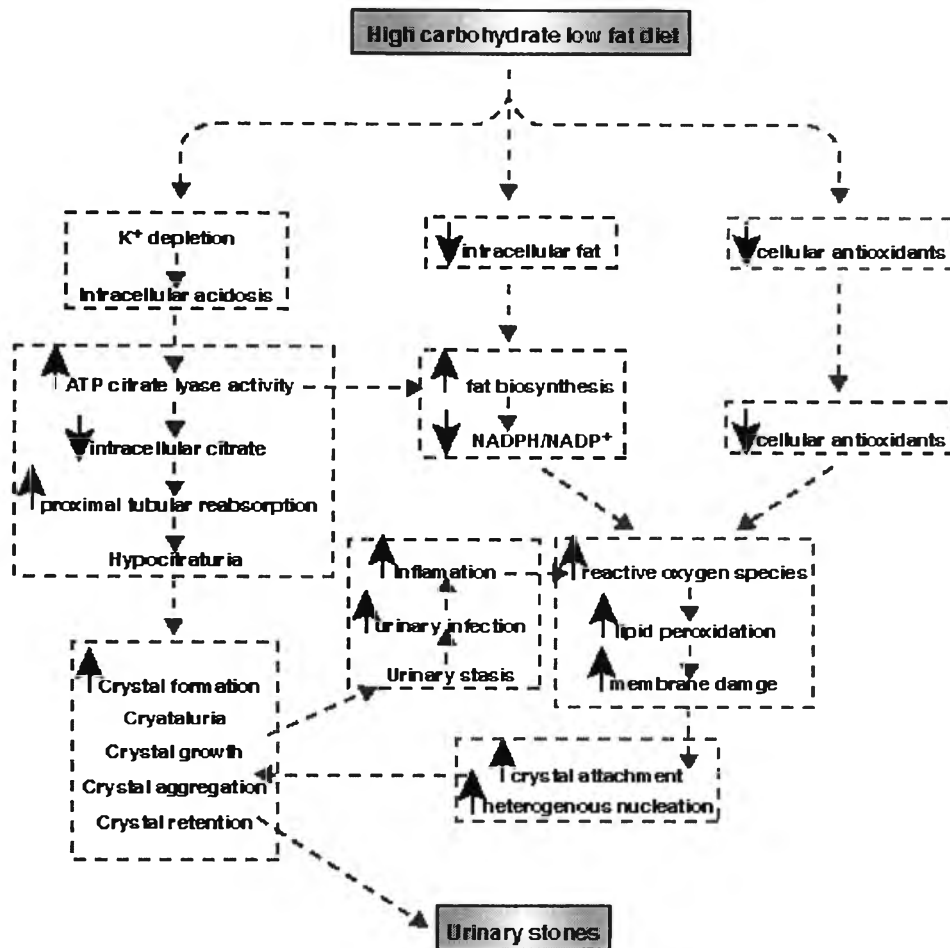 High carbohydrate low fat diet
K+ depletion
Intracellular acidosis
intracellular fat
cellular antioxidants
ATP citrate lyase activity
intracellular citrate
proximal tubular reabsorption
Hypocitraturia
fat biosynthesis
NADPH/NADP+
cellular antioxidants
Inflamation
urinary infection
Urinary stasis
reactive oxygen species
lipid peroxidation
membrane damge
Crystal formation
Cryataluria
Crystal growth
Crystal aggregation
Crystal retention
crystal attachment
heterogenous nucleation
Urinary stones